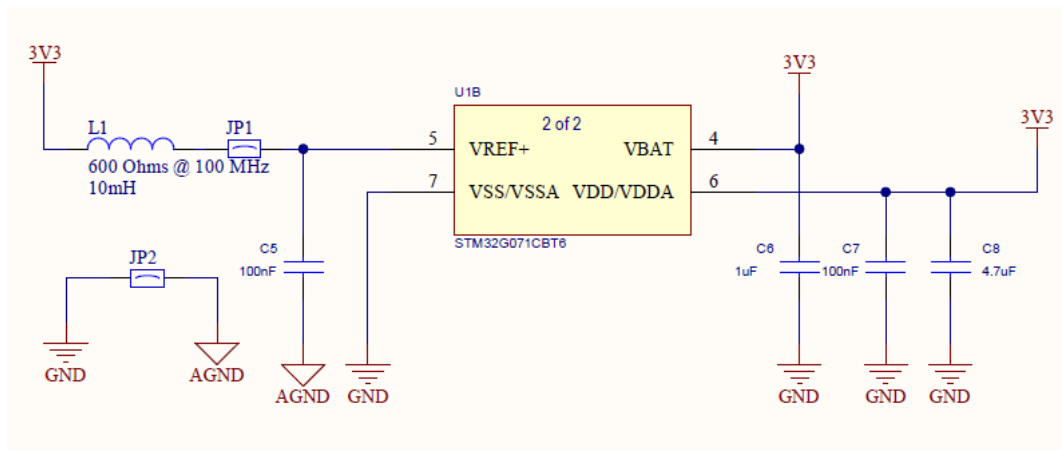 3V3
L1
JP1
600 Ohms @ 100 MHz
10mH
JP2
GND
AGND
C5
100nF
AGND
GND
U1B
2 of 2
5
VREF+
VBAT
4
7
VSS/VSSA
VDD/VDDA
6
STM32G071CBT6
3V3
3V3
C6
1uF
C7
100nF
C8
4.7uF
GND
GND
GND